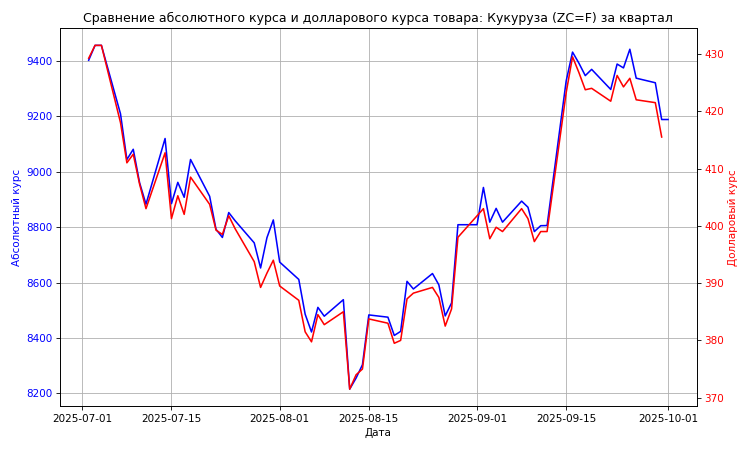 Сравнение абсолютного курса и долларового курса товара: Кукуруза (ZC=F) за квартал
9400
9200
9000
8800
8600
8400
8200
Абсолютный курс
430
420
410
400
390
380
370
Долларовый курс
2025-07-01 2025-07-15 2025-08-01 2025-08-15 2025-09-01 2025-09-15 2025-10-01
Дата